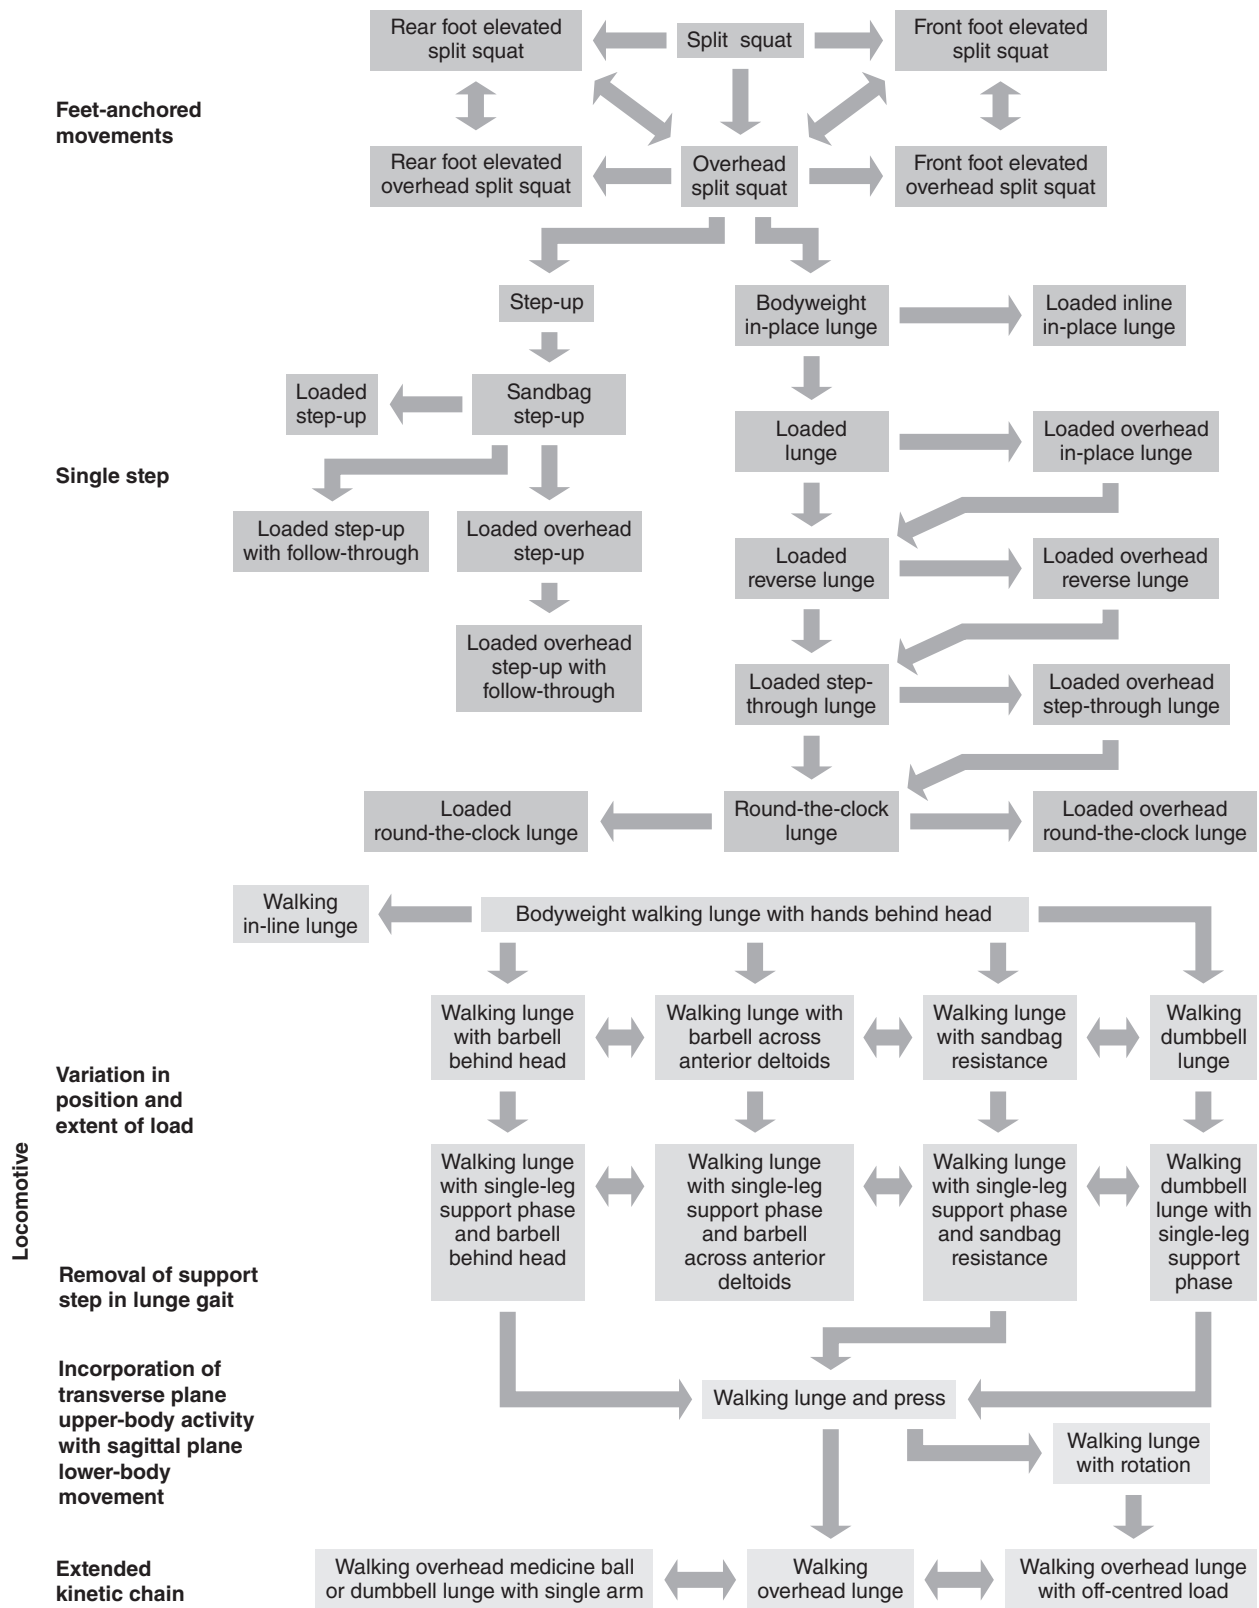 Rear foot elevated
split squat
Split squat
Front foot elevated
split squat
Feet-anchored
movements
Rear foot elevated
overhead split squat
Overhead
split squat
Front foot elevated
overhead split squat
Step-up
Bodyweight
in-place lunge
Loaded inline
in-place lunge
Loaded
step-up
Sandbag
step-up
Loaded
lunge
Loaded overhead
in-place lunge
Single step
Loaded step-up
with follow-through
Loaded overhead
step-up
Loaded
reverse lunge
Loaded overhead
reverse lunge
Loaded overhead
step-up with
follow-through
Loaded step-
through lunge
Loaded overhead
step-through lunge
Loaded
round-the-clock lunge
Round-the-clock
lunge
Loaded overhead
round-the-clock lunge
Walking
in-line lunge
Bodyweight walking lunge with hands behind head
Walking lunge
with barbell
behind head
Walking lunge with
barbell across
anterior deltoids
Walking lunge
with sandbag
resistance
Walking
dumbbell
lunge
Variation in
position and
extent of load
Locomotive
Walking lunge
with single-leg
support phase
and barbell
behind head
Walking lunge
with single-leg
support phase
and barbell
across anterior
deltoids
Walking lunge
with single-leg
support phase
and sandbag
resistance
Walking
dumbbell
lunge with
single-leg
support
phase
Removal of support
step in lunge gait
Incorporation of
transverse plane
upper-body activity
with sagittal plane
lower-body
movement
Walking lunge and press
Walking lunge
with rotation
Extended
kinetic chain
Walking overhead medicine ball
or dumbbell lunge with single arm
Walking
overhead lunge
Walking overhead lunge
with off-centred load